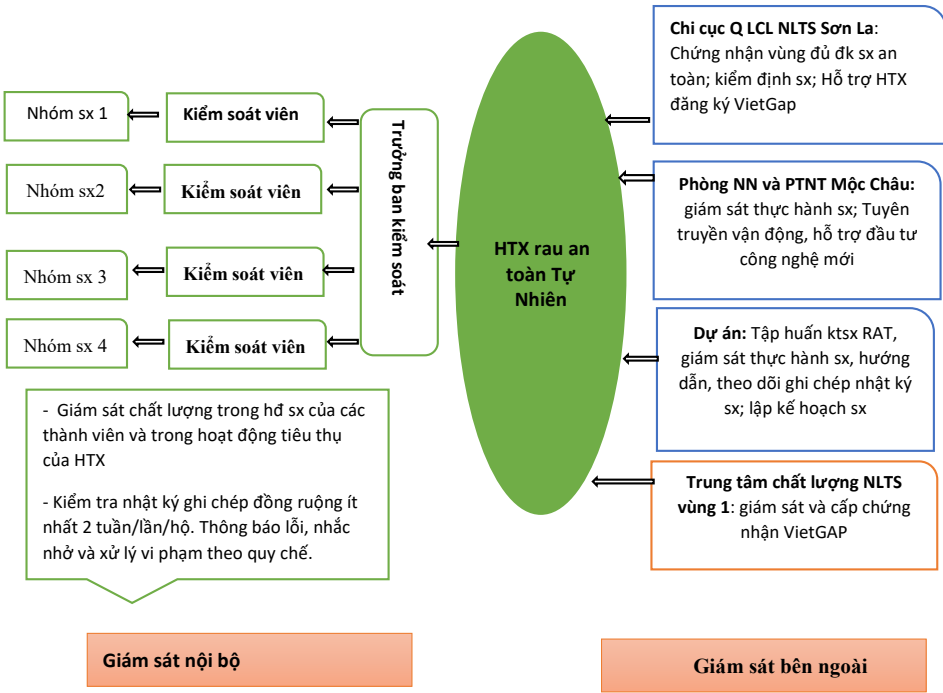 Nhóm sx 1
Kiểm soát viên
Nhóm sx2
Kiểm soát viên
Nhóm sx 3
Kiểm soát viên
Nhóm sx 4
Kiểm soát viên
Trưởng ban kiểm soát
HTX rau an
toàn Tự
Nhiên
Chi cục Q LCL NLTS Sơn La:
Chứng nhận vùng đủ đk sx an
toàn; kiểm định sx; Hỗ trợ HTX
đăng ký VietGap
Phòng NN và PTNT Mộc Châu:
giám sát thực hành sx; Tuyên
truyền vận động, hỗ trợ đầu tư
công nghệ mới
Dự án: Tập huấn ktsx RAT,
giám sát thực hành sx, hướng
dẫn, theo dõi ghi chép nhật ký
sx; lập kế hoạch sx
Trung tâm chất lượng NLTS
vùng 1: giám sát và cấp chứng
nhận VietGAP
- Giám sát chất lượng trong hđ sx của các
thành viên và trong hoạt động tiêu thụ
của HTX
- Kiểm tra nhật ký ghi chép đồng ruộng ít
nhất 2 tuần/lần/hộ. Thông báo lỗi, nhắc
nhở và xử lý vi phạm theo quy chế.
Giám sát nội bộ
Giám sát bên ngoài